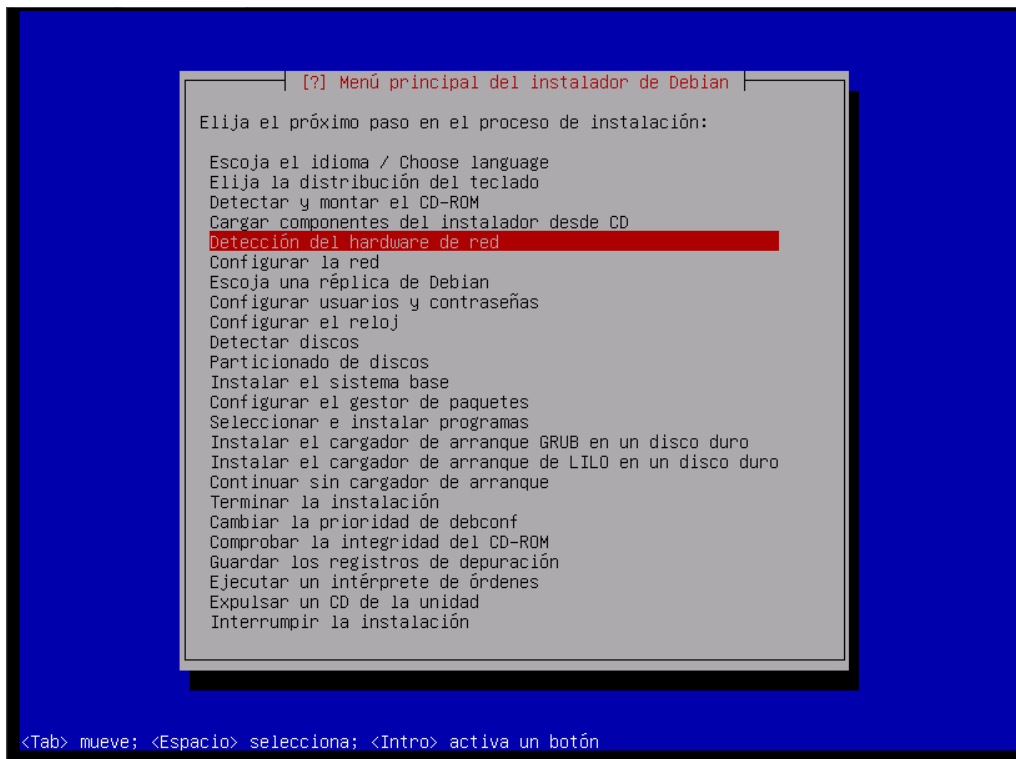 [?] Menú principal del instalador de Debian
Elija el próximo paso en el proceso de instalación:
Escoja el idioma / Choose language
Elija la distribución del teclado
Detectar y montar el CD-ROM
Cargar componentes del instalador desde CD
Detección del hardware de red
Configurar la red
Escoja una réplica de Debian
Configurar usuarios y contraseñas
Configurar el reloj
Detectar discos
Particionado de discos
Instalar el sistema base
Configurar el gestor de paquetes
Seleccionar e instalar programas
Instalar el cargador de arranque GRUB en un disco duro
Instalar el cargador de arranque de LILO en un disco duro
Continuar sin cargador de arranque
Terminar la instalación
Cambiar la prioridad de debconf
Comprobar la integridad del CD-ROM
Guardar los registros de depuración
Ejecutar un intérprete de órdenes
Expulsar un CD de la unidad
Interrumpir la instalación
<Tab> mueve; <Espacio> selecciona; <Intro> activa un botón